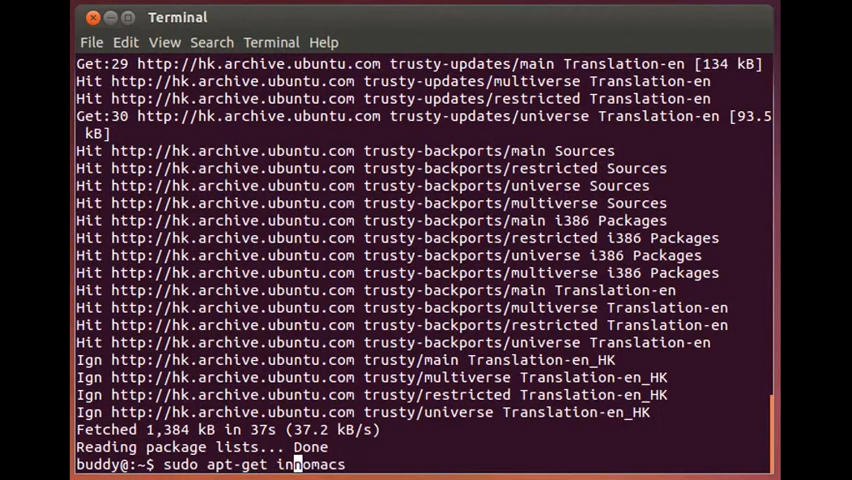 Terminal
File Edit View Search Terminal Help
Get:29 http://hk.archive.ubuntu.com trusty-updates/main Translation-en [134 kB]
Hit http://hk.archive.ubuntu.com trusty-updates/multiverse Translation-en
Hit http://hk.archive.ubuntu.com trusty-updates/restricted Translation-en
Get:30 http://hk.archive.ubuntu.com trusty-updates/universe Translation-en [93.5
kB]
Hit http://hk.archive.ubuntu.com trusty-backports/main Sources
Hit http://hk.archive.ubuntu.com trusty-backports/restricted Sources
Hit http://hk.archive.ubuntu.com trusty-backports/universe Sources
Hit http://hk.archive.ubuntu.com trusty-backports/multiverse Sources
Hit http://hk.archive.ubuntu.com trusty-backports/main i386 Packages
Hit http://hk.archive.ubuntu.com trusty-backports/restricted i386 Packages
Hit http://hk.archive.ubuntu.com trusty-backports/universe i386 Packages
Hit http://hk.archive.ubuntu.com trusty-backports/multiverse i386 Packages
Hit http://hk.archive.ubuntu.com trusty-backports/main Translation-en
Hit http://hk.archive.ubuntu.com trusty-backports/multiverse Translation-en
Hit http://hk.archive.ubuntu.com trusty-backports/restricted Translation-en
Hit http://hk.archive.ubuntu.com trusty-backports/universe Translation-en
Ign http://hk.archive.ubuntu.com trusty/main Translation-en_HK
Ign http://hk.archive.ubuntu.com trusty/multiverse Translation-en_HK
Ign http://hk.archive.ubuntu.com trusty/restricted Translation-en_HK
Ign http://hk.archive.ubuntu.com trusty/universe Translation-en_HK
Fetched 1,384 kB in 37s (37.2 kB/s)
Reading package lists... Done
buddy@:~$ sudo apt-get innomacs